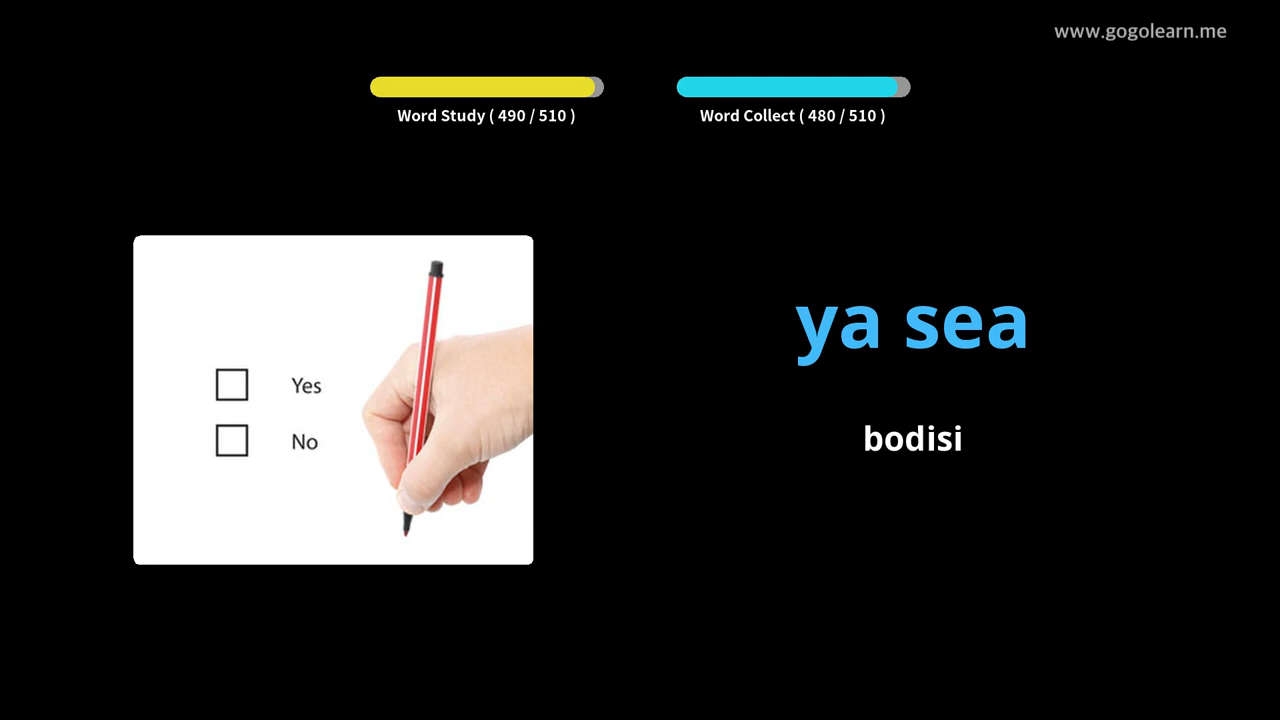 www.gogolearn.me
Word Study ( 490 / 510 )
Word Collect ( 480 / 510 )
Yes
No
ya sea
bodisi